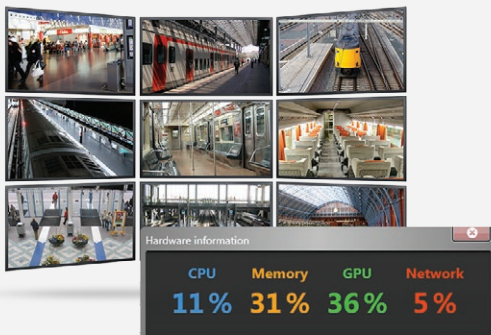 Hardware information
CPU Memory GPU Network
11% 31% 36% 5%